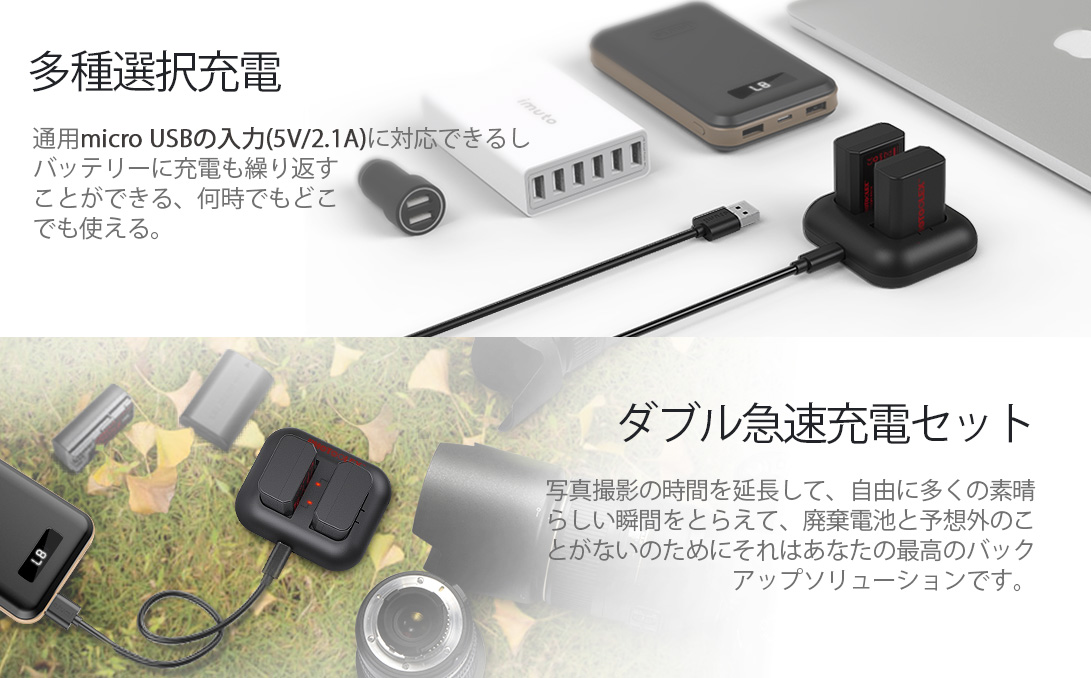 多種選択充電
通用micro USBの入力(5V/2.1A)に対応できるし
バッテリーに充電も繰り返す
ことができる、何時でもどこ
でも使える。
imuto
L8
ダブル急速充電セット
写真撮影の時間を延長して、自由に多くの素晴
らしい瞬間をとらえて、廃棄電池と予想外のこ
とがないのためにそれはあなたの最高のバック
アップソリューションです。
L8